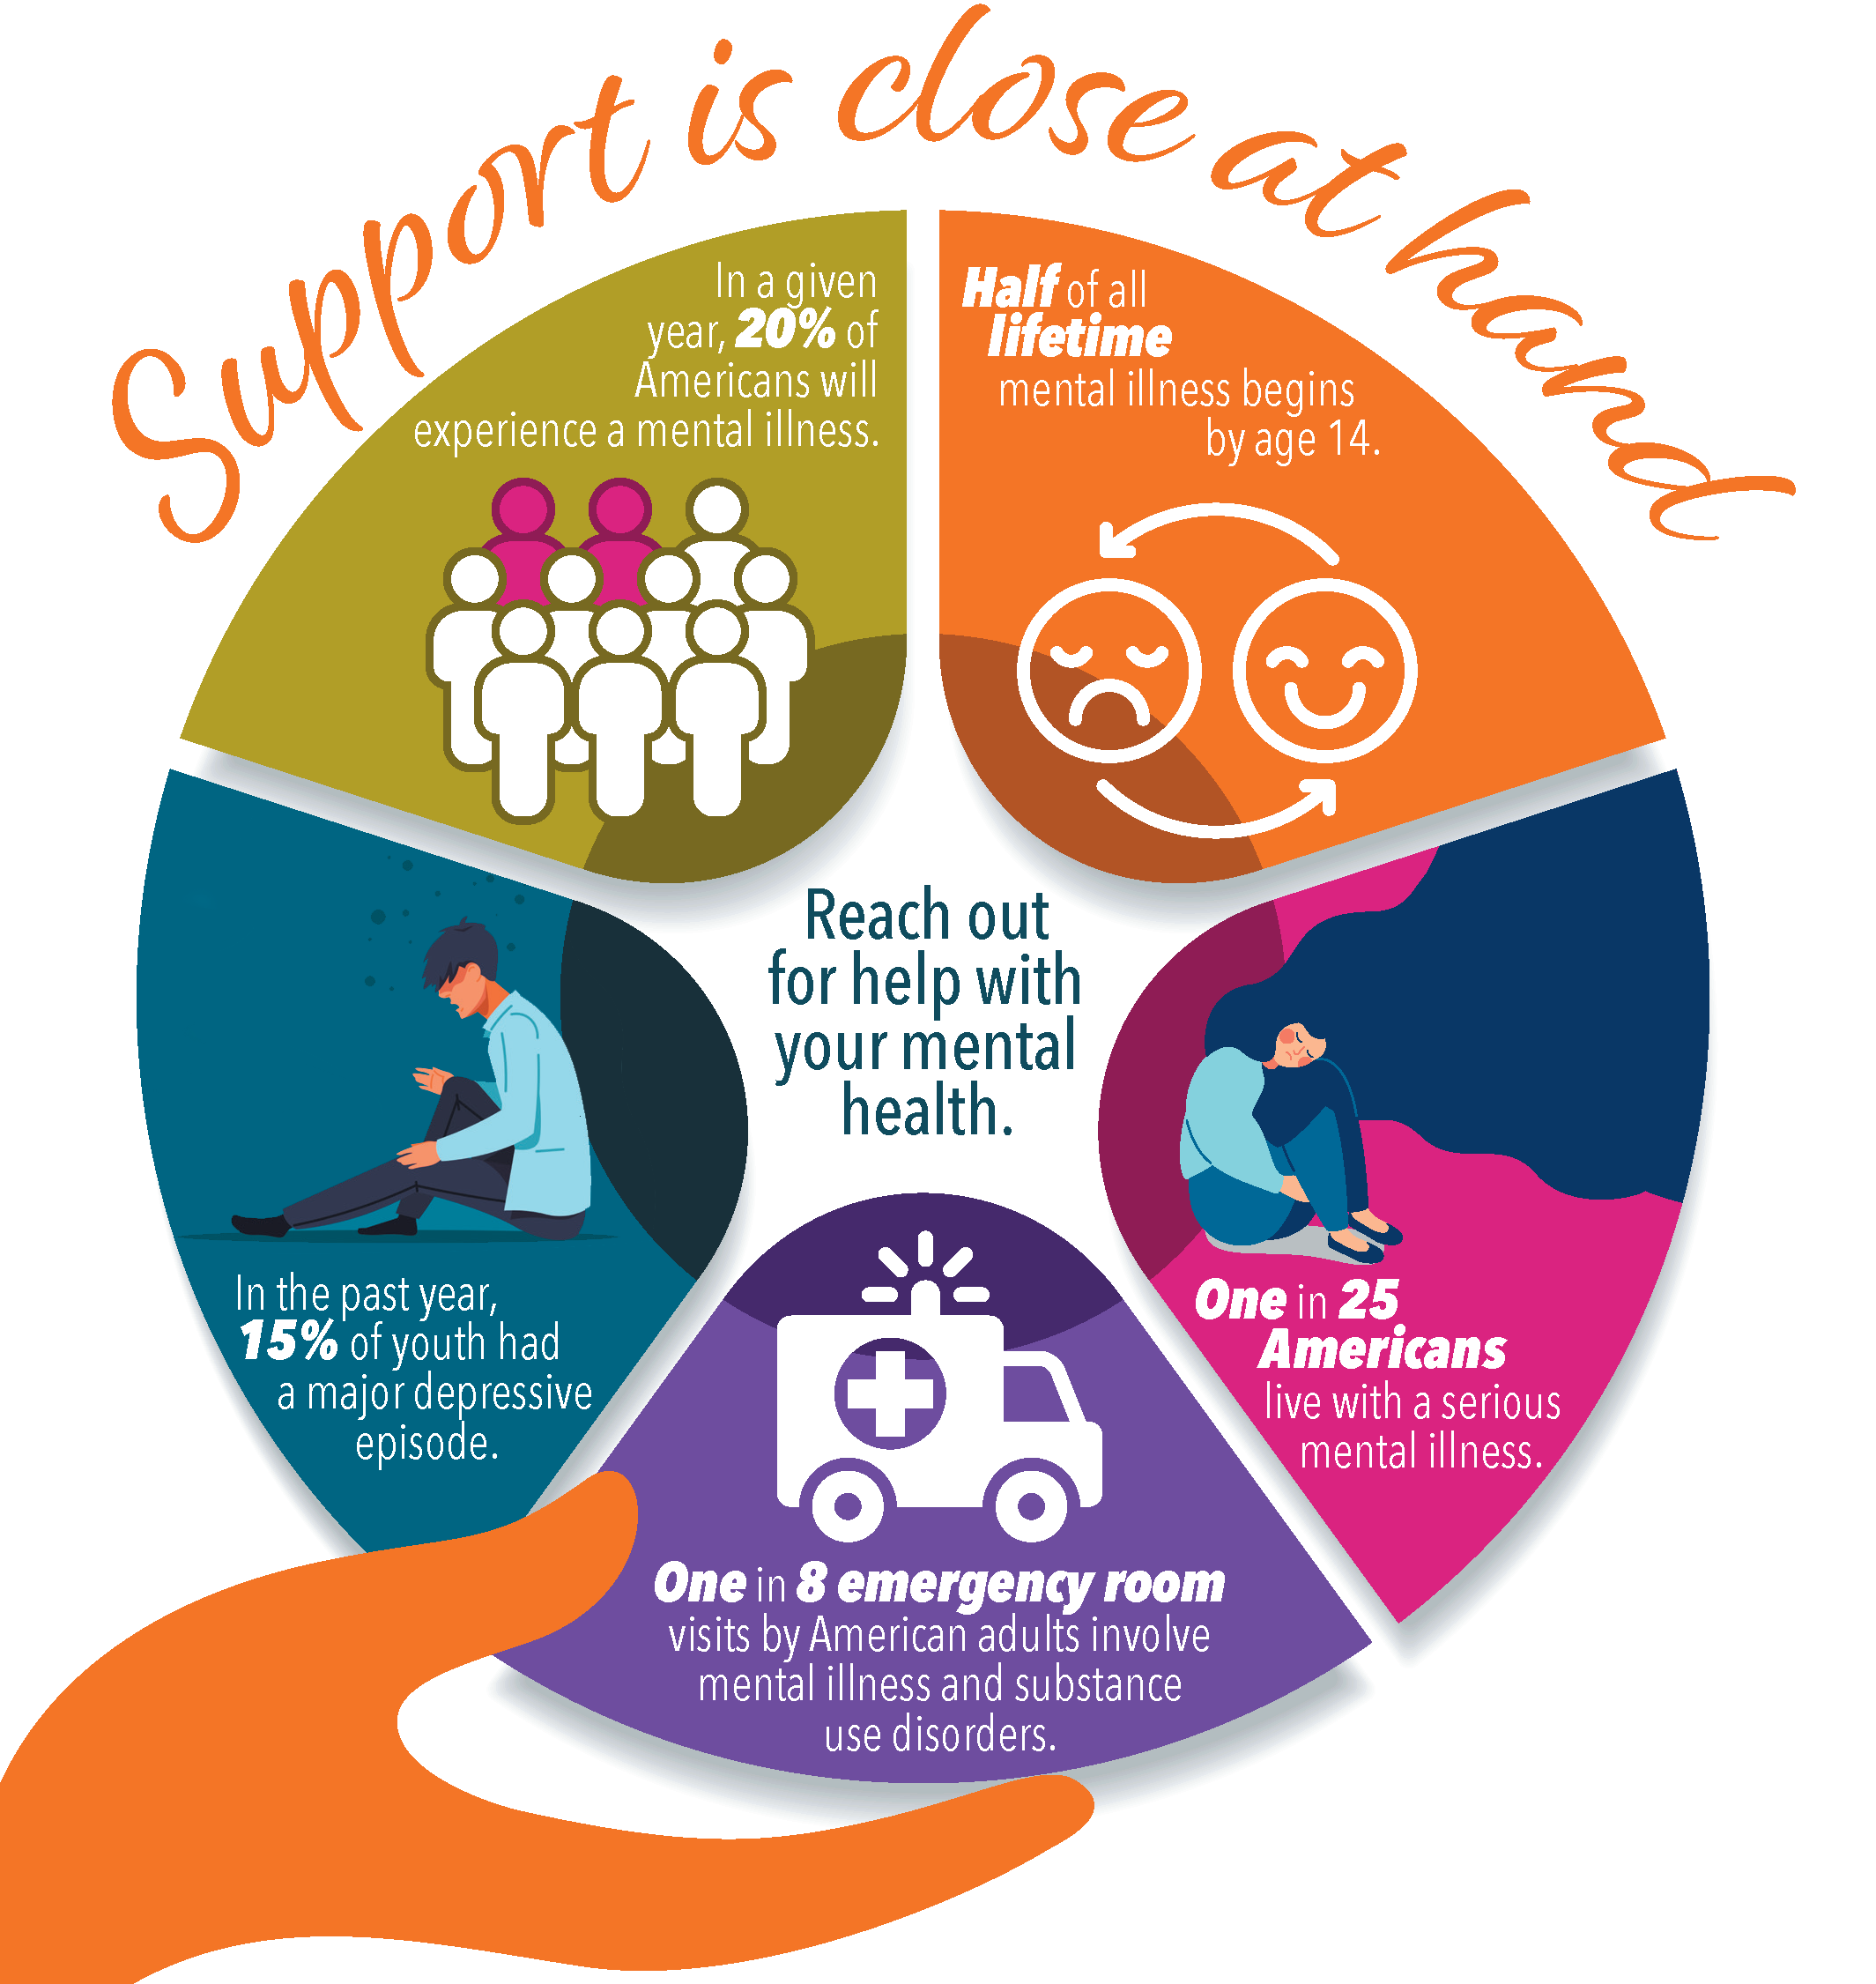 Support is close at hand
In a given
year, 20% of
Americans will
experience a mental illness.
Half of all
lifetime
mental illness begins
by age 14.
Reach out
for help with
your mental
health.
In the past year,
15% of youth had
a major depressive
episode.
One in 25
Americans
live with a serious
mental illness.
One in 8 emergency room
visits by American adults involve
mental illness and substance
use disorders.